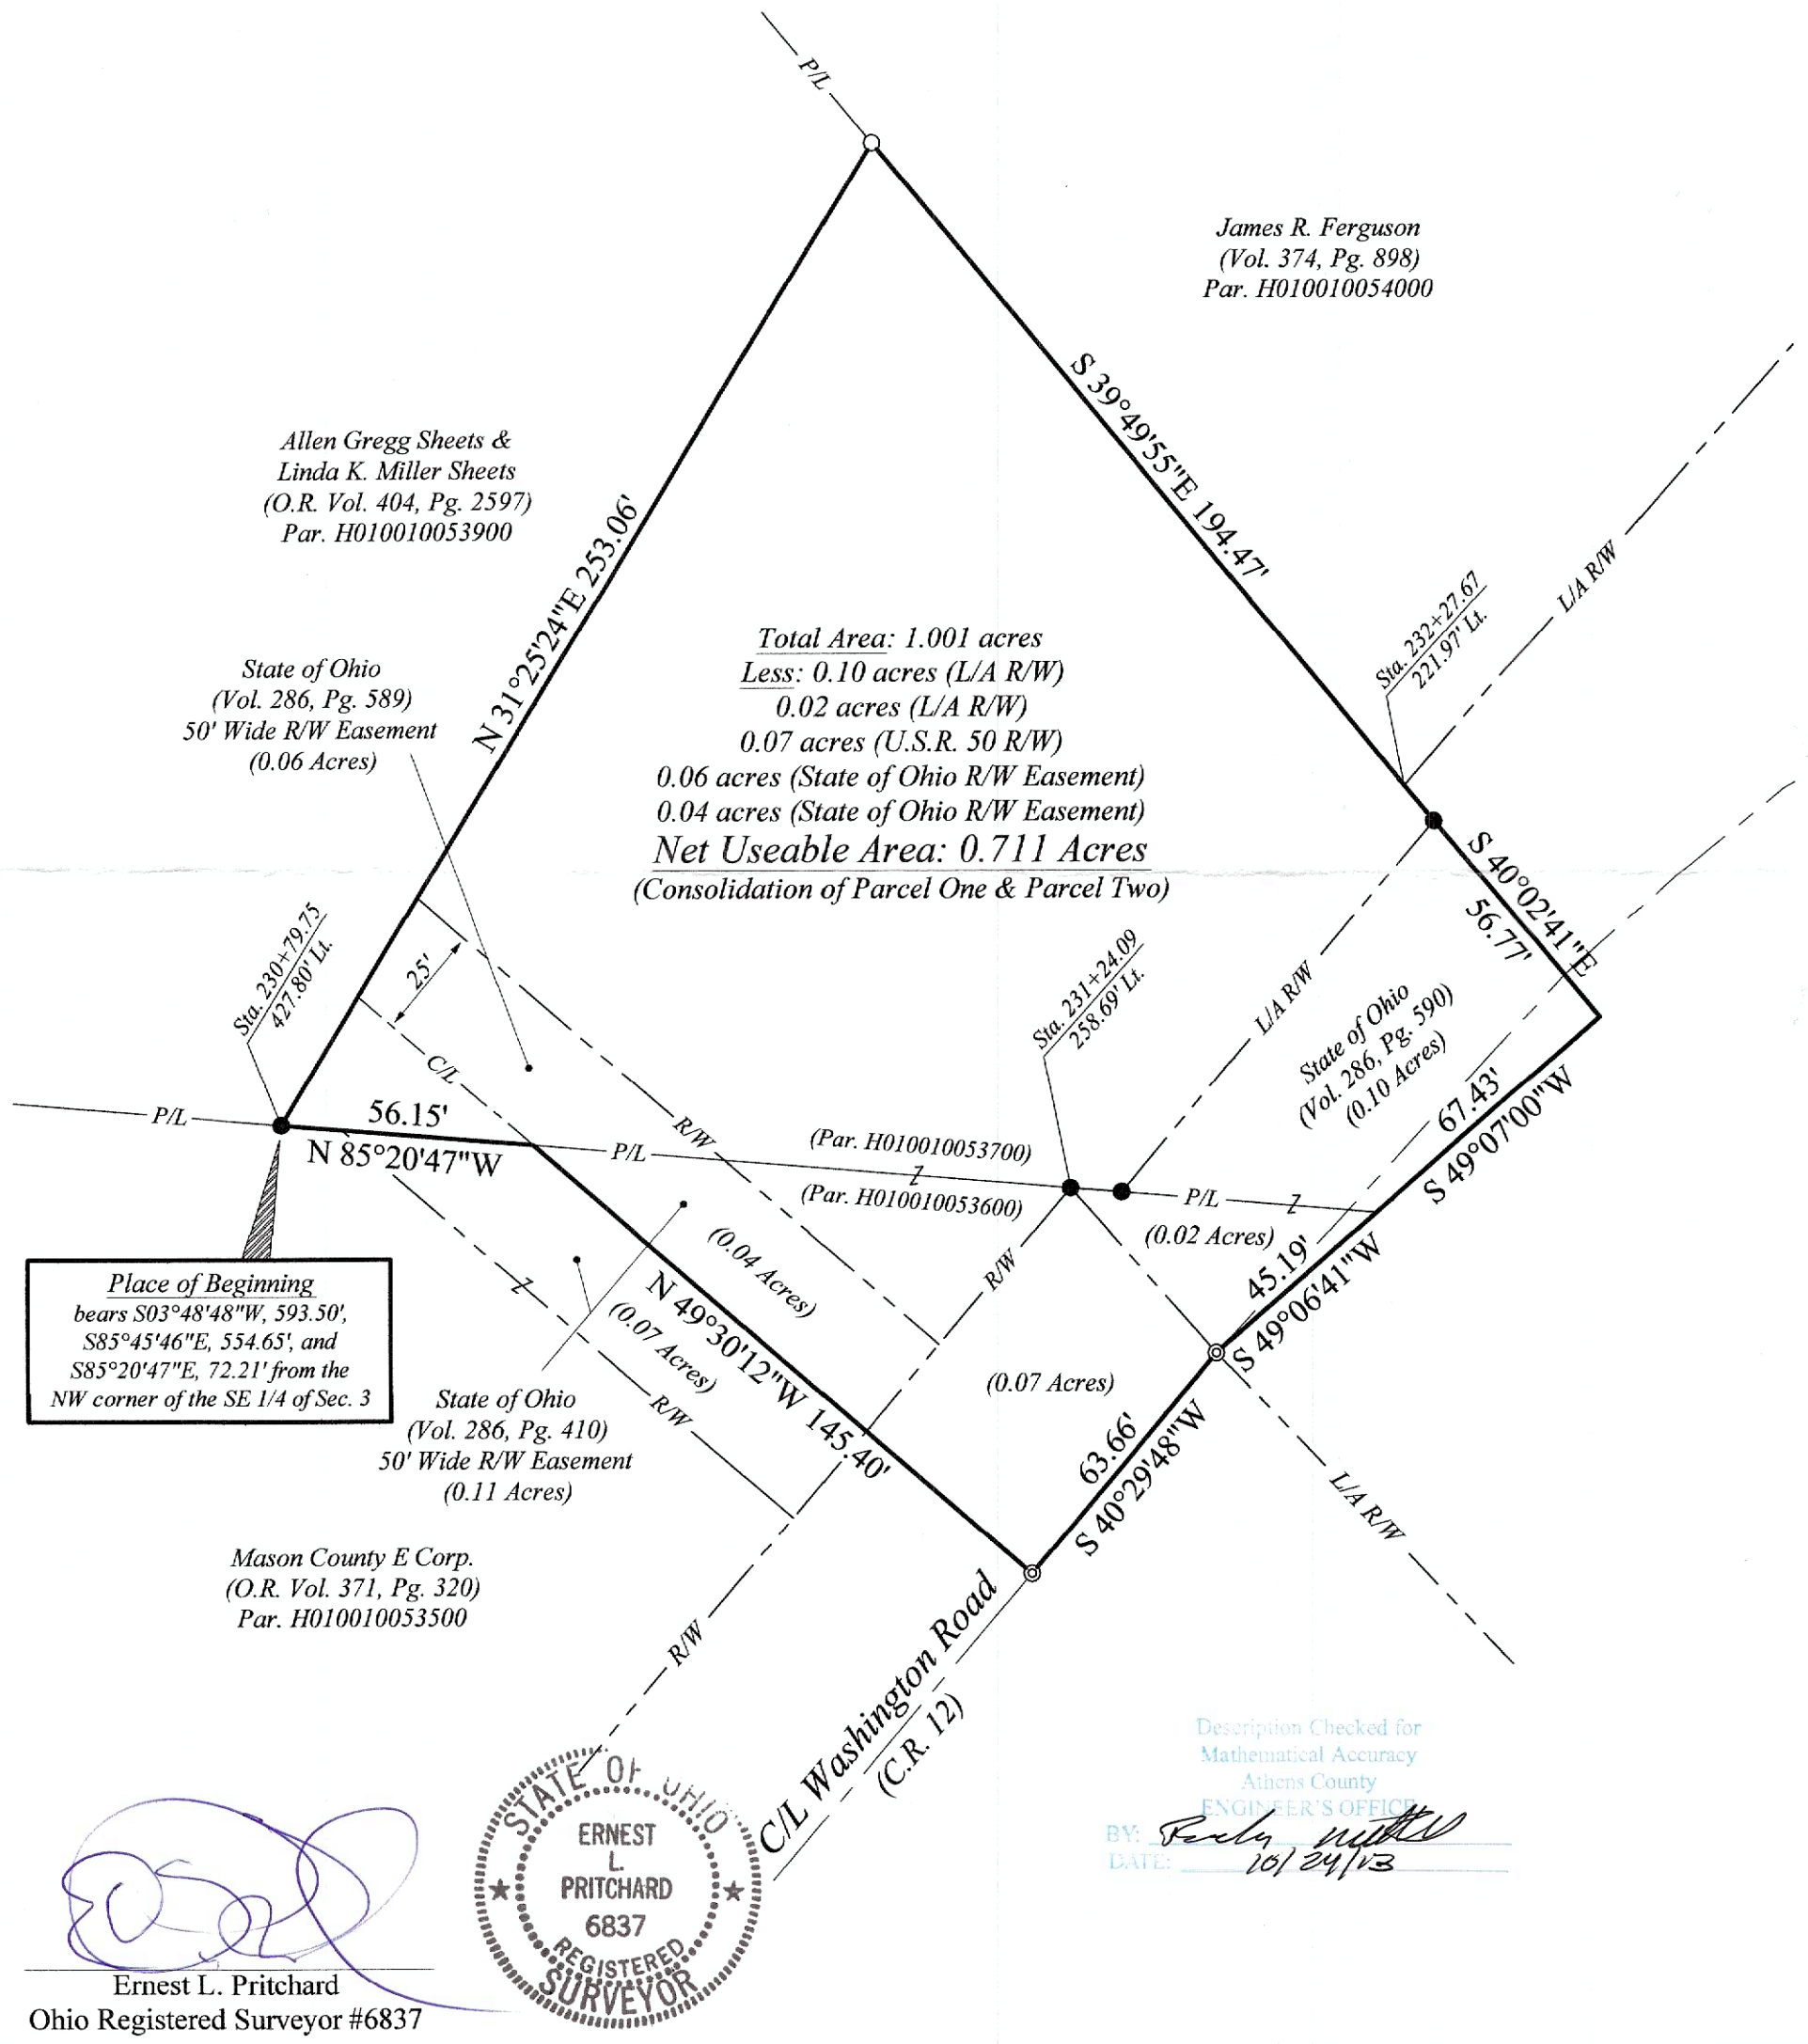 P/L
James R. Ferguson
(Vol. 374, Pg. 898)
Par. H010010054000
S 39°49'55"E 194.47'
Allen Gregg Sheets &
Linda K. Miller Sheets
(O.R. Vol. 404, Pg. 2597)
Par. H010010053900
N 31°25'24"E 253.06'
L/A R/W
Sta. 232+27.67
221.97' Lt.
State of Ohio
(Vol. 286, Pg. 589)
50' Wide R/W Easement
(0.06 Acres)
Total Area: 1.001 acres
Less: 0.10 acres (L/A R/W)
0.02 acres (L/A R/W)
0.07 acres (U.S.R. 50 R/W)
0.06 acres (State of Ohio R/W Easement)
0.04 acres (State of Ohio R/W Easement)
Net Useable Area: 0.711 Acres
(Consolidation of Parcel One & Parcel Two)
S 40°02'41"E
56.77'
Sta. 230+79.75
427.80' Lt.
25'
C/L
R/W
Sta. 231+24.09
258.69' Lt.
L/A R/W
State of Ohio
(Vol. 286, Pg. 590)
(0.10 Acres)
67.43'
S 49°07'00"W
P/L
56.15'
N 85°20'47"W
P/L
(Par. H010010053700)
(Par. H010010053600)
P/L
(0.02 Acres)
45.19'
S 49°06'41"W
Place of Beginning
bears S03°48'48"W, 593.50',
S85°45'46"E, 554.65', and
S85°20'47"E, 72.21' from the
NW corner of the SE 1/4 of Sec. 3
(0.04 Acres)
R/W
N 49°30'12"W 145.40'
(0.07 Acres)
(0.07 Acres)
R/W
State of Ohio
(Vol. 286, Pg. 410)
50' Wide R/W Easement
(0.11 Acres)
63.66'
S 40°29'48"W
L/A R/W
Mason County E Corp.
(O.R. Vol. 371, Pg. 320)
Par. H010010053500
R/W
C/L Washington Road
(C.R. 12)
Description Checked for
Mathematical Accuracy
Athens County
ENGINEER'S OFFICE
BY:
DATE: 10/24/13
STATE OF OHIO
ERNEST
L.
PRITCHARD
6837
REGISTERED
SURVEYOR
Ernest L. Pritchard
Ohio Registered Surveyor #6837